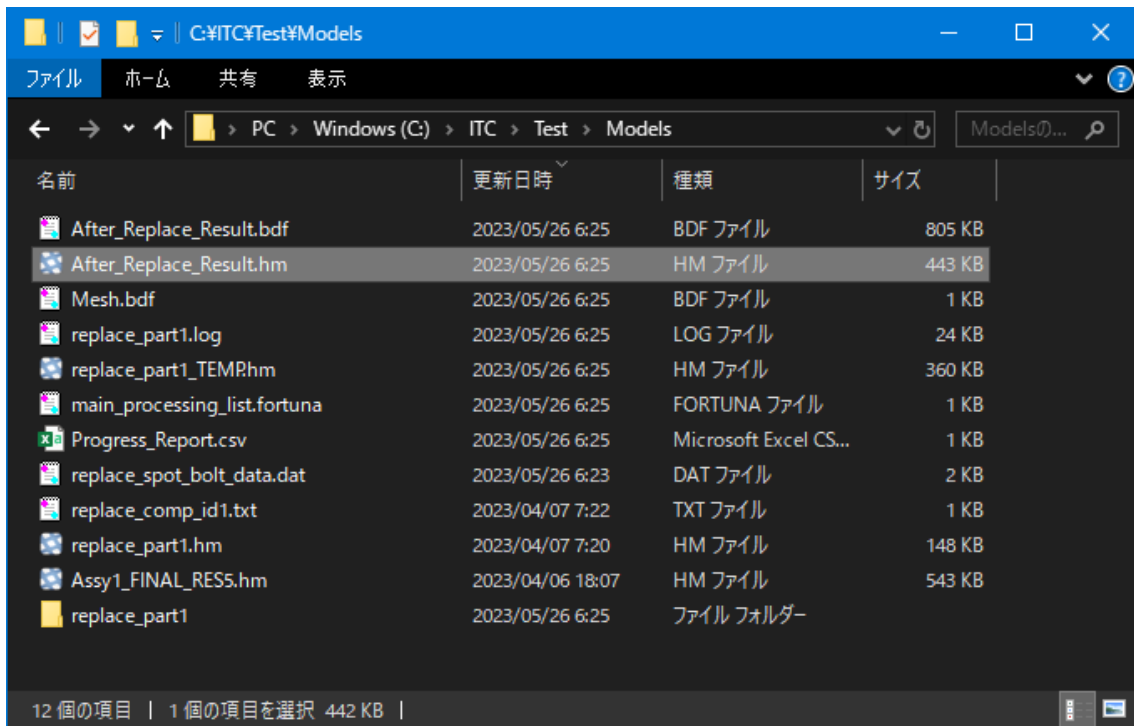 C:¥ITC¥Test¥Models
ファイル ホーム 共有 表示
PC > Windows (C:) > ITC > Test > Models Modelsの...
名前 更新日時 種類 サイズ
After_Replace_Result.bdf 2023/05/26 6:25 BDF ファイル 805 KB
After_Replace_Result.hm 2023/05/26 6:25 HM ファイル 443 KB
Mesh.bdf 2023/05/26 6:25 BDF ファイル 1 KB
replace_part1.log 2023/05/26 6:25 LOG ファイル 24 KB
replace_part1_TEMP.hm 2023/05/26 6:25 HM ファイル 360 KB
main_processing_list.fortuna 2023/05/26 6:25 FORTUNA ファイル 1 KB
Progress_Report.csv 2023/05/26 6:25 Microsoft Excel CS... 1 KB
replace_spot_bolt_data.dat 2023/05/26 6:23 DAT ファイル 2 KB
replace_comp_id1.txt 2023/04/07 7:22 TXT ファイル 1 KB
replace_part1.hm 2023/04/07 7:20 HM ファイル 148 KB
Assy1_FINAL_RES5.hm 2023/04/06 18:07 HM ファイル 543 KB
replace_part1 2023/05/26 6:25 ファイル フォルダー
12 個の項目 | 1 個の項目を選択 442 KB |